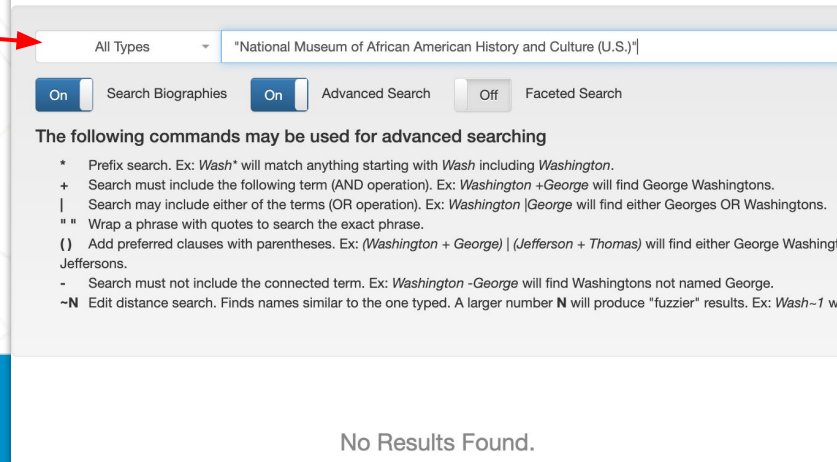 All Types "National Museum of African American History and Culture (U.S.)"
On Search Biographies On Advanced Search Off Faceted Search
The following commands may be used for advanced searching
* Prefix search. Ex: Wash* will match anything starting with Wash including Washington.
+ Search must include the following term (AND operation). Ex: Washington +George will find George Washingtons.
| Search may include either of the terms (OR operation). Ex: Washington |George will find either Georges OR Washingtons.
" " Wrap a phrase with quotes to search the exact phrase.
( ) Add preferred clauses with parentheses. Ex: (Washington + George) | (Jefferson + Thomas) will find either George
Jeffersons.
- Search must not include the connected term. Ex: Washington -George will find Washingtons not named George.
~N Edit distance search. Finds names similar to the one typed. A larger number N will produce "fuzzier" results. Ex: Wash~1
No Results Found.